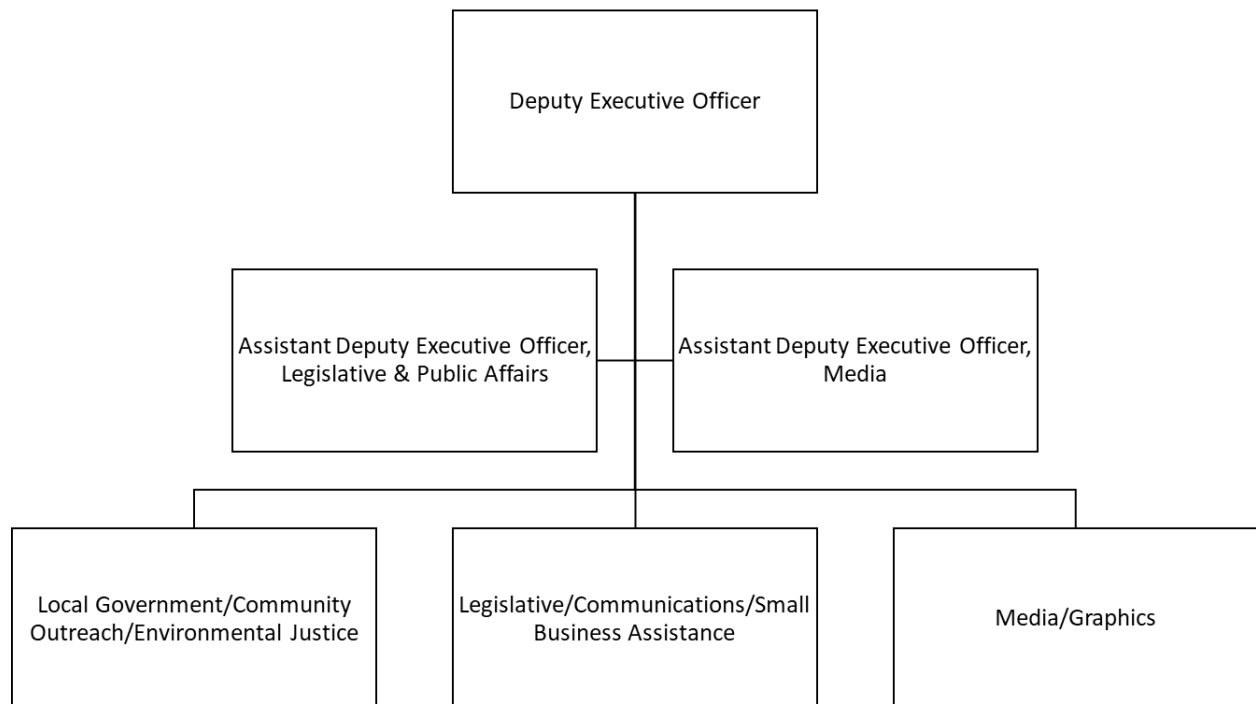 Deputy Executive Officer
Assistant Deputy Executive Officer,
Legislative & Public Affairs
Assistant Deputy Executive Officer,
Media
Local Government/Community
Outreach/Environmental Justice
Legislative/Communications/Small
Business Assistance
Media/Graphics